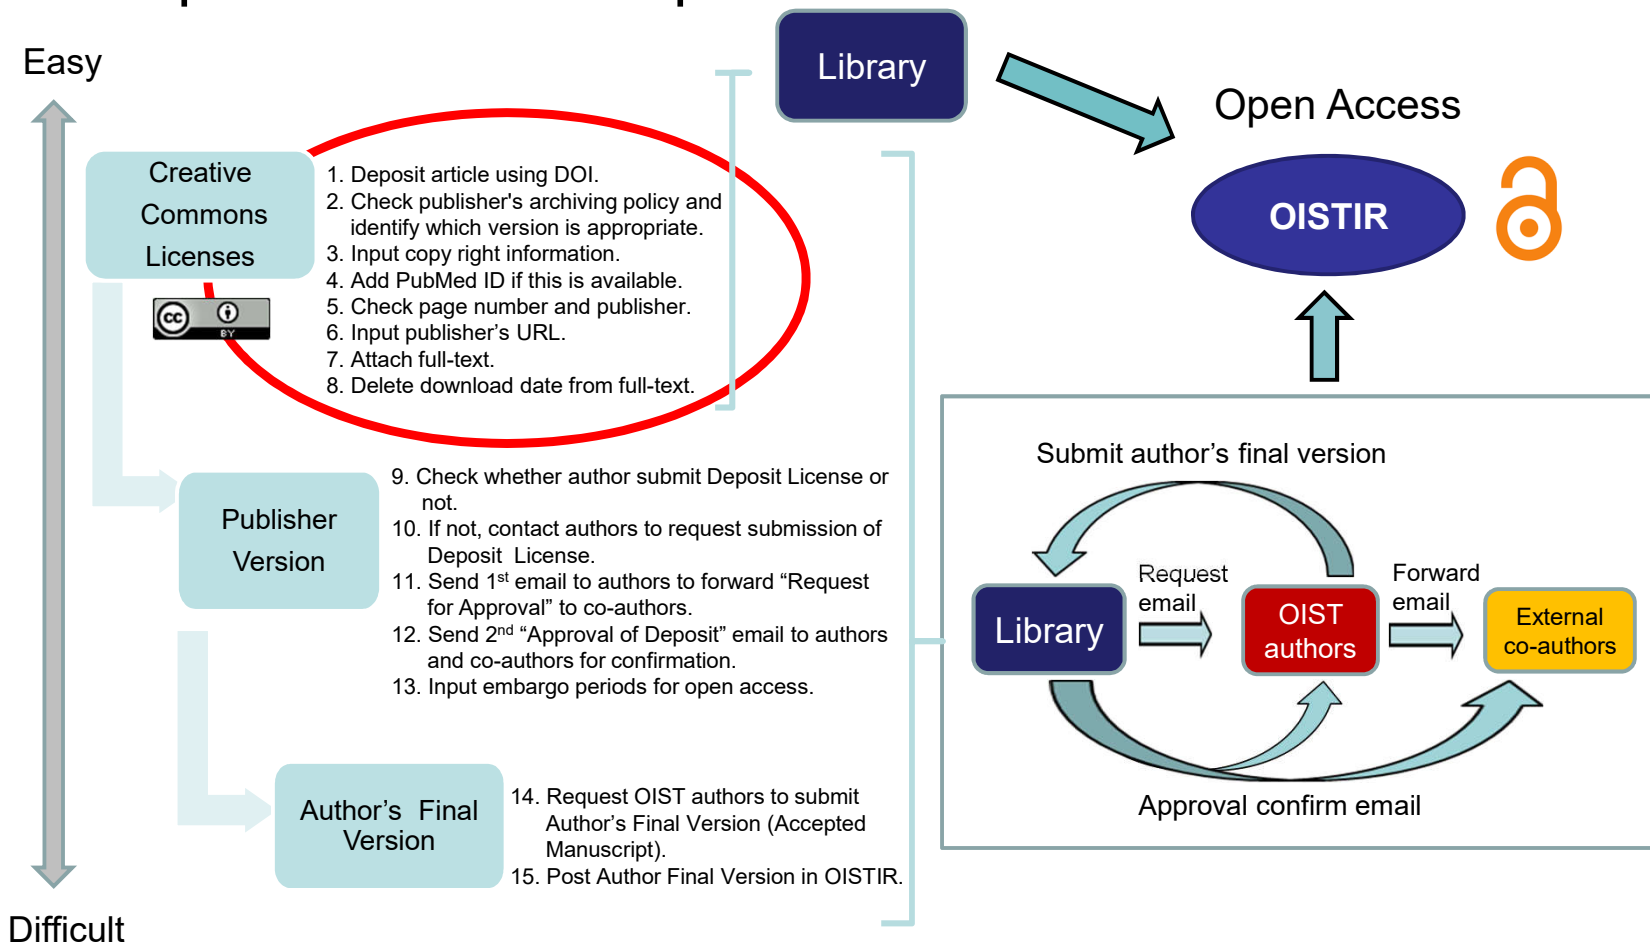 Easy
Library
Open Access
OISTIR
Creative
Commons
Licenses
cc
BY
1. Deposit article using DOI.
2. Check publisher's archiving policy and
identify which version is appropriate.
3. Input copy right information.
4. Add PubMed ID if this is available.
5. Check page number and publisher.
6. Input publisher’s URL.
7. Attach full-text.
8. Delete download date from full-text.
Publisher
Version
9. Check whether author submit Deposit License or
not.
10. If not, contact authors to request submission of
Deposit License.
11. Send 1st email to authors to forward “Request
for Approval” to co-authors.
12. Send 2nd “Approval of Deposit” email to authors
and co-authors for confirmation.
13. Input embargo periods for open access.
Author’s Final
Version
14. Request OIST authors to submit
Author’s Final Version (Accepted
Manuscript).
15. Post Author Final Version in OISTIR.
Difficult
Submit author’s final version
Request
email
Forward
email
Library
OIST
authors
External
co-authors
Approval confirm email